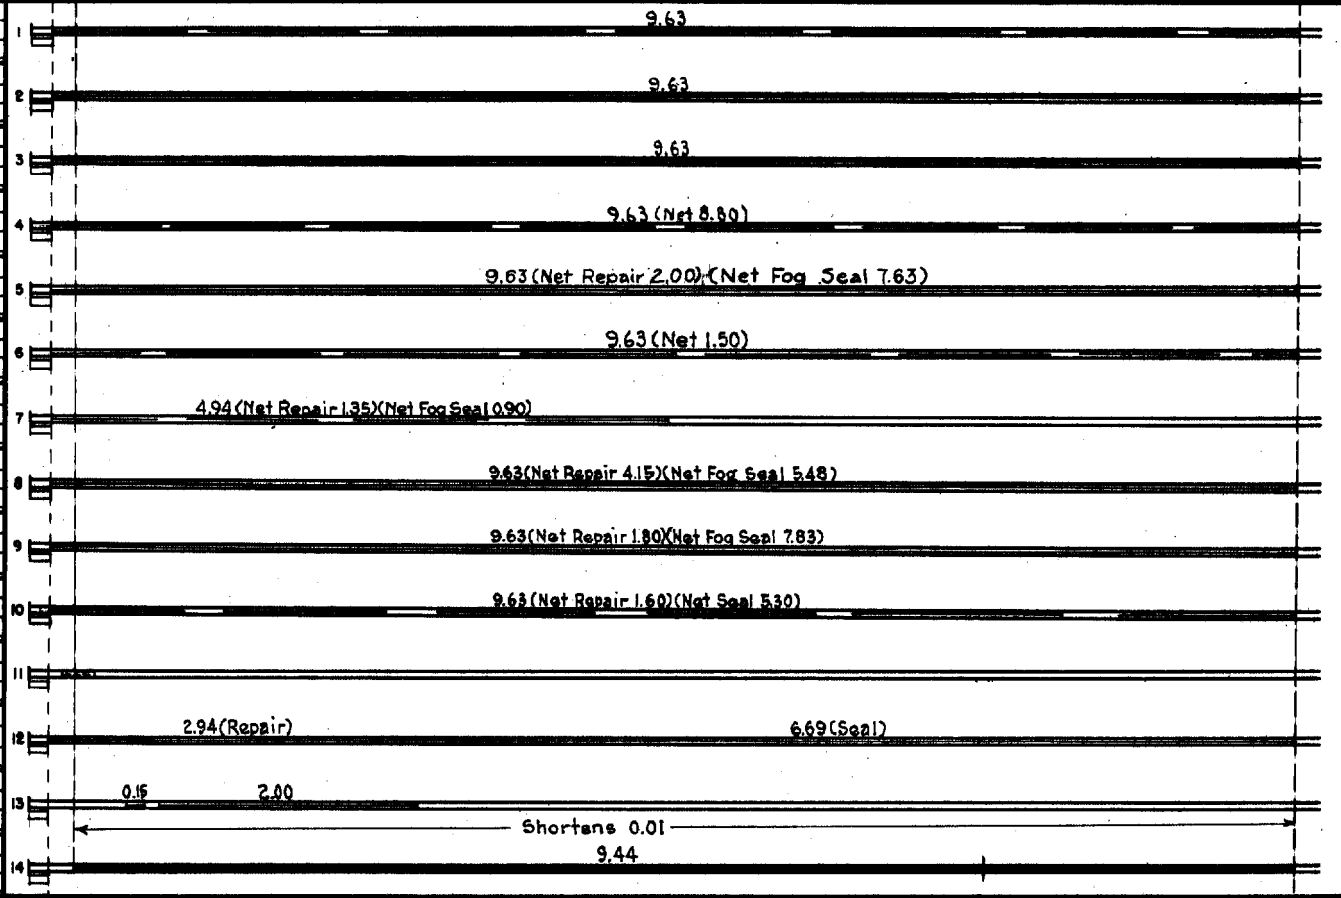 9.63
1
9.63
2
9.63
3
9.63 (Net 8.80)
4
9.63 (Net Repair 2.00) (Net Fog Seal 7.63)
5
9.63 (Net 1.50)
6
4.94 (Net Repair 1.35)(Net Fog Seal 0.90)
7
9.63(Net Repair 4.15)(Net Fog Seal 5.48)
8
9.63(Net Repair 1.80)(Net Fog Seal 7.83)
9
9.63 (Net Repair 1.60)(Net Seal 5.30)
10
11
2.94(Repair) 6.69(Seal)
12
0.15 2.00
13
Shortens 0.01
9.44
14